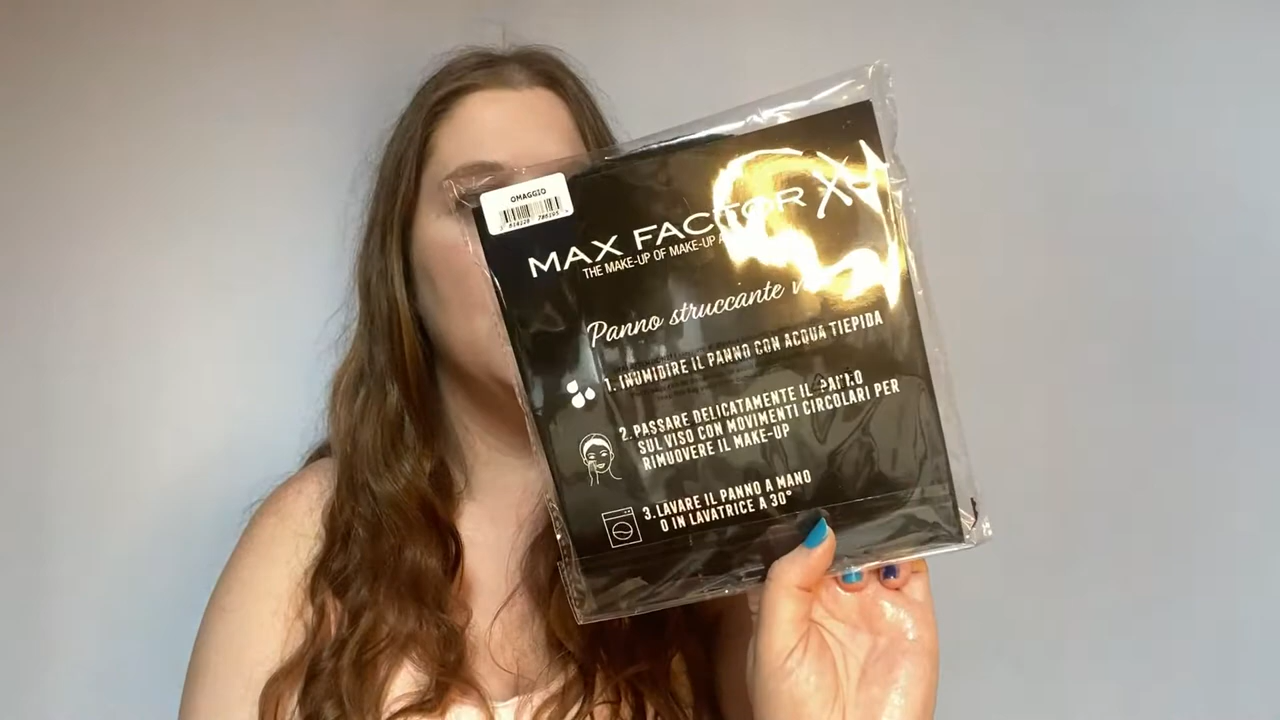 OMAGGIO
MAX FACTOR X
THE MAKE-UP OF MAKE-UP
Panno struccante
1. INUMIDIRE IL PANNO CON ACQUA TIEPIDA
2. PASSARE DELICATAMENTE IL PANNO
SUL VISO CON MOVIMENTI CIRCOLARI PER
RIMUOVERE IL MAKE-UP
3. LAVARE IL PANNO A MANO
O IN LAVATRICE A 30°